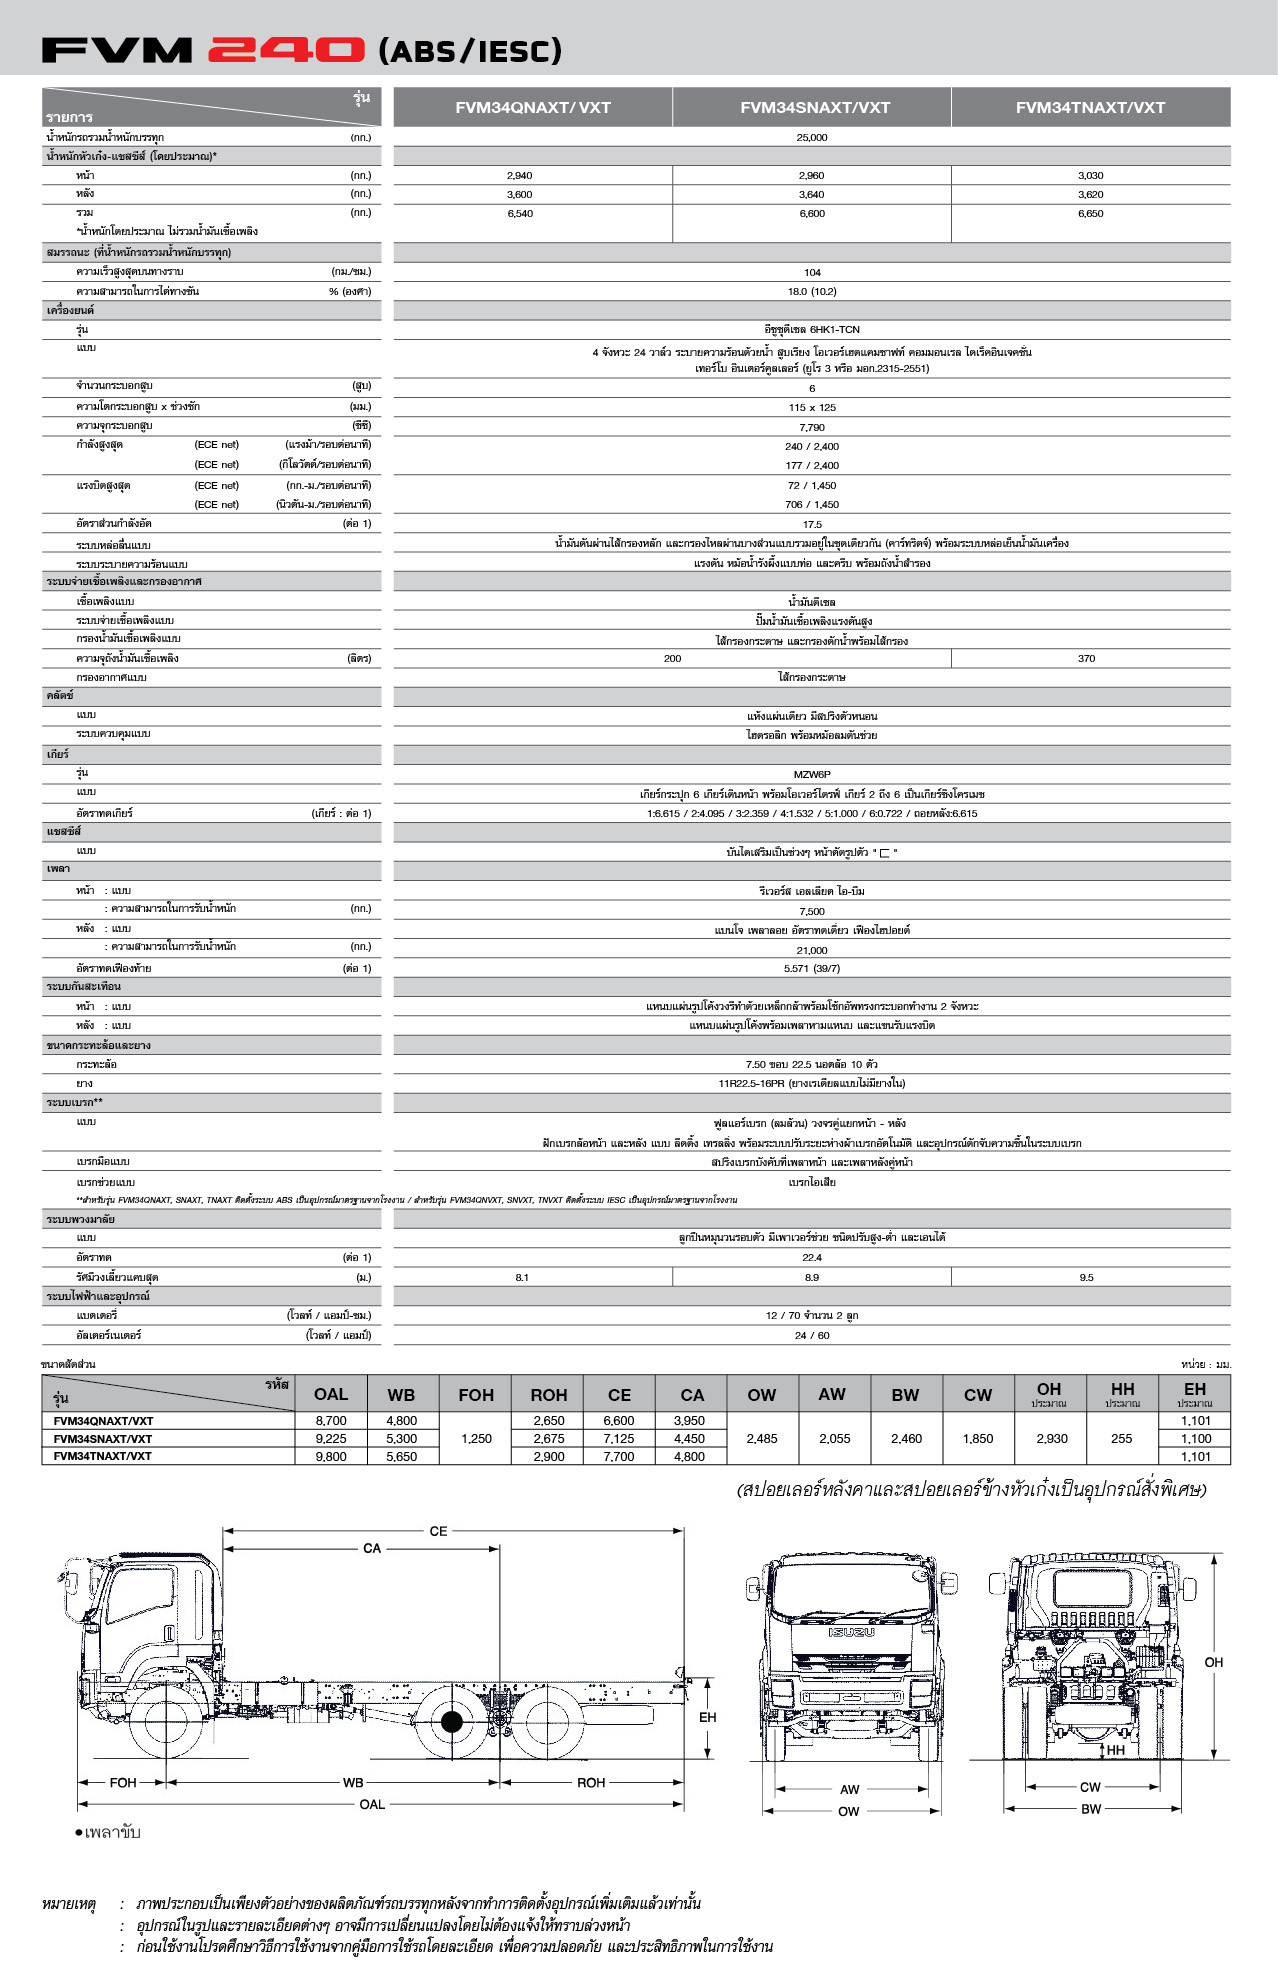 FVM 240 (ABS/IESC)
รุ่น
รายการ
FVM34QNAXT/ VXT FVM34SNAXT/VXT FVM34TNAXT/VXT
น้ำหนักรถรวมน้ำหนักบรรทุก (กก.) 25,000
น้ำหนักหัวเก๋ง-แชสซีส์ (โดยประมาณ)*
หน้า (กก.) 2,940 2,960 3,030
หลัง (กก.) 3,600 3,640 3,620
รวม (กก.) 6,540 6,600 6,650
*น้ำหนักโดยประมาณ ไม่รวมน้ำมันเชื้อเพลิง
สมรรถนะ (ที่น้ำหนักรถรวมน้ำหนักบรรทุก)
ความเร็วสูงสุดบนทางราบ (กม./ชม.) 104
ความสามารถในการไต่ทางชัน % (องศา) 18.0 (10.2)
เครื่องยนต์
รุ่น อีซูซุดีเซล 6HK1-TCN
แบบ 4 จังหวะ 24 วาล์ว ระบายความร้อนด้วยน้ำ สูบเรียง โอเวอร์เฮดแคมชาฟท์ คอมมอนเรล ไดเร็คอินเจคชั่น
เทอร์โบ อินเตอร์คูลเลอร์ (ยูโร 3 หรือ มอก.2315-2551)
จำนวนกระบอกสูบ (สูบ) 6
ความโตกระบอกสูบ x ช่วงชัก (มม.) 115 x 125
ความจุกระบอกสูบ (ซีซี) 7,790
กำลังสูงสุด (ECE net) (แรงม้า/รอบต่อนาที) 240 / 2,400
(ECE net) (กิโลวัตต์/รอบต่อนาที) 177 / 2,400
แรงบิดสูงสุด (ECE net) (กก.-ม./รอบต่อนาที) 72 / 1,450
(ECE net) (นิวตัน-ม./รอบต่อนาที) 706 / 1,450
อัตราส่วนกำลังอัด (ต่อ 1) 17.5
ระบบหล่อลื่นแบบ น้ำมันดันผ่านไส้กรองหลัก และกรองไหลผ่านบางส่วนแบบรวมอยู่ในชุดเดียวกัน (คาร์ทริดจ์) พร้อมระบบหล่อเย็นน้ำมันเครื่อง
ระบบระบายความร้อนแบบ แรงดัน หม้อน้ำรังผึ้งแบบท่อ และครีบ พร้อมถังน้ำสำรอง
ระบบจ่ายเชื้อเพลิงและกรองอากาศ
เชื้อเพลิงแบบ น้ำมันดีเซล
ระบบจ่ายเชื้อเพลิงแบบ ปั๊มน้ำมันเชื้อเพลิงแรงดันสูง
กรองน้ำมันเชื้อเพลิงแบบ ไส้กรองกระดาษ และกรองดักน้ำพร้อมไส้กรอง
ความจุถังน้ำมันเชื้อเพลิง (ลิตร) 200 370
กรองอากาศแบบ ไส้กรองกระดาษ
คลัตช์
แบบ แห้งแผ่นเดียว มีสปริงตัวหนอน
ระบบควบคุมแบบ ไฮดรอลิก พร้อมหม้อลมดันช่วย
เกียร์
รุ่น MZW6P
แบบ เกียร์กระปุก 6 เกียร์เดินหน้า พร้อมโอเวอร์ไดรฟ์ เกียร์ 2 ถึง 6 เป็นเกียร์ซิงโครเมช
อัตราทดเกียร์ (เกียร์ : ต่อ 1) 1:6.615 / 2:4.095 / 3:2.359 / 4:1.532 / 5:1.000 / 6:0.722 / ถอยหลัง:6.615
แชสซีส์
แบบ บันไดเสริมเป็นช่วงๆ หน้าตัดรูปตัว " ⊏ "
เพลา
หน้า : แบบ รีเวอร์ส เอลเลียต ไอ-บีม
: ความสามารถในการรับน้ำหนัก (กก.) 7,500
หลัง : แบบ แบนโจ เพลาลอย อัตราทดเดี่ยว เฟืองไฮปอยด์
: ความสามารถในการรับน้ำหนัก (กก.) 21,000
อัตราทดเฟืองท้าย (ต่อ 1) 5.571 (39/7)
ระบบกันสะเทือน
หน้า : แบบ แหนบแผ่นรูปโค้งวงรีทำด้วยเหล็กกล้าพร้อมโช้กอัพทรงกระบอกทำงาน 2 จังหวะ
หลัง : แบบ แหนบแผ่นรูปโค้งพร้อมเพลาหามแหนบ และแขนรับแรงบิด
ขนาดกระทะล้อและยาง
กระทะล้อ 7.50 ขอบ 22.5 นอตล้อ 10 ตัว
ยาง 11R22.5-16PR (ยางเรเดียลแบบไม่มียางใน)
ระบบเบรก**
แบบ ฟูลแอร์เบรก (ลมล้วน) วงจรคู่แยกหน้า - หลัง
ฝักเบรกล้อหน้า และหลัง แบบ ลีดดิ้ง เทรลลิ่ง พร้อมระบบปรับระยะห่างผ้าเบรกอัตโนมัติ และอุปกรณ์ดักจับความชื้นในระบบเบรก
เบรกมือแบบ สปริงเบรกบังคับที่เพลาหน้า และเพลาหลังคู่หน้า
เบรกช่วยแบบ เบรกไอเสีย
**สำหรับรุ่น FVM34QNAXT, SNAXT, TNAXT ติดตั้งระบบ ABS เป็นอุปกรณ์มาตรฐานจากโรงงาน / สำหรับรุ่น FVM34QNVXT, SNVXT, TNVXT ติดตั้งระบบ IESC เป็นอุปกรณ์มาตรฐานจากโรงงาน
ระบบพวงมาลัย
แบบ ลูกปืนหมุนวนรอบตัว มีเพาเวอร์ช่วย ชนิดปรับสูง-ต่ำ และเอนได้
อัตราทด (ต่อ 1) 22.4
รัศมีวงเลี้ยวแคบสุด (ม.) 8.1 8.9 9.5
ระบบไฟฟ้าและอุปกรณ์
แบตเตอรี่ (โวลท์ / แอมป์-ชม.) 12 / 70 จำนวน 2 ลูก
อัลเตอร์เนเตอร์ (โวลท์ / แอมป์) 24 / 60
ขนาดสัดส่วน หน่วย : มม.
รหัส
รุ่น
OAL WB FOH ROH CE CA OW AW BW CW OH HH EH
ประมาณ ประมาณ ประมาณ
FVM34QNAXT/VXT 8,700 4,800 2,650 6,600 3,950 1,101
FVM34SNAXT/VXT 9,225 5,300 1,250 2,675 7,125 4,450 2,485 2,055 2,460 1,850 2,930 255 1,100
FVM34TNAXT/VXT 9,800 5,650 2,900 7,700 4,800 1,101
(สปอยเลอร์หลังคาและสปอยเลอร์ข้างหัวเก๋งเป็นอุปกรณ์สั่งพิเศษ)
CE
CA
ISUZU
OH
EH
HH
FOH WB ROH
AW
CW
OAL
OW
BW
●เพลาขับ
หมายเหตุ : ภาพประกอบเป็นเพียงตัวอย่างของผลิตภัณฑ์รถบรรทุกหลังจากทำการติดตั้งอุปกรณ์เพิ่มเติมแล้วเท่านั้น
: อุปกรณ์ในรูปและรายละเอียดต่างๆ อาจมีการเปลี่ยนแปลงโดยไม่ต้องแจ้งให้ทราบล่วงหน้า
: ก่อนใช้งานโปรดศึกษาวิธีการใช้งานจากคู่มือการใช้รถโดยละเอียด เพื่อความปลอดภัย และประสิทธิภาพในการใช้งาน